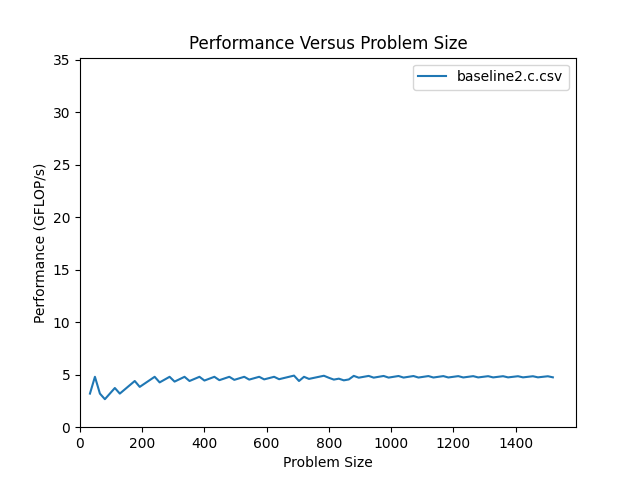 Performance Versus Problem Size
baseline2.c.csv
Performance (GFLOP/s)
35
30
25
20
15
10
5
0
0 200 400 600 800 1000 1200 1400
Problem Size